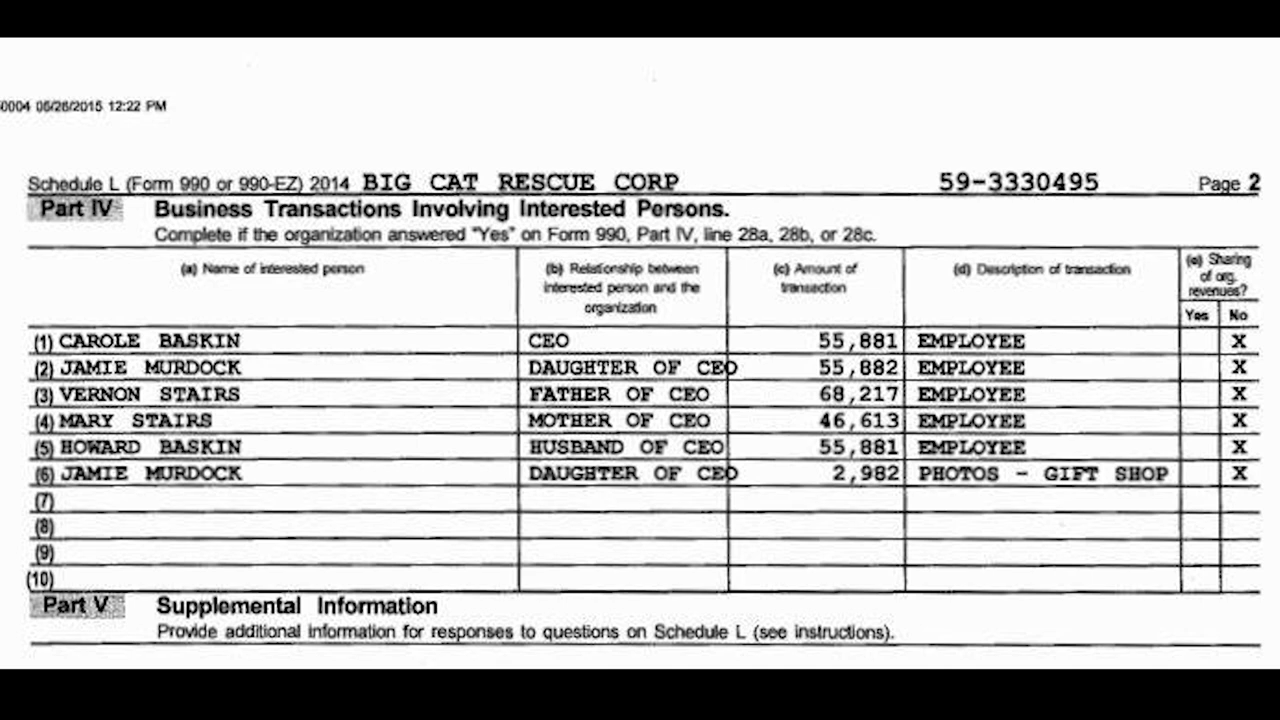 0004 05/26/2015 12:22 PM
Schedule L (Form 990 or 990-EZ) 2014 BIG CAT RESCUE CORP 59-3330495 Page 2
Part IV Business Transactions Involving Interested Persons.
Complete if the organization answered "Yes" on Form 990, Part IV, line 28a, 28b, or 28c.
(a) Name of interested person (b) Relationship between interested person and the organization (c) Amount of transaction (d) Description of transaction (e) Sharing of org. revenues?
Yes No
(1) CAROLE BASKIN CEO 55,881 EMPLOYEE X
(2) JAMIE MURDOCK DAUGHTER OF CEO 55,882 EMPLOYEE X
(3) VERNON STAIRS FATHER OF CEO 68,217 EMPLOYEE X
(4) MARY STAIRS MOTHER OF CEO 46,613 EMPLOYEE X
(5) HOWARD BASKIN HUSBAND OF CEO 55,881 EMPLOYEE X
(6) JAMIE MURDOCK DAUGHTER OF CEO 2,982 PHOTOS - GIFT SHOP X
(7)
(8)
(9)
(10)
Part V Supplemental Information
Provide additional information for responses to questions on Schedule L (see instructions).